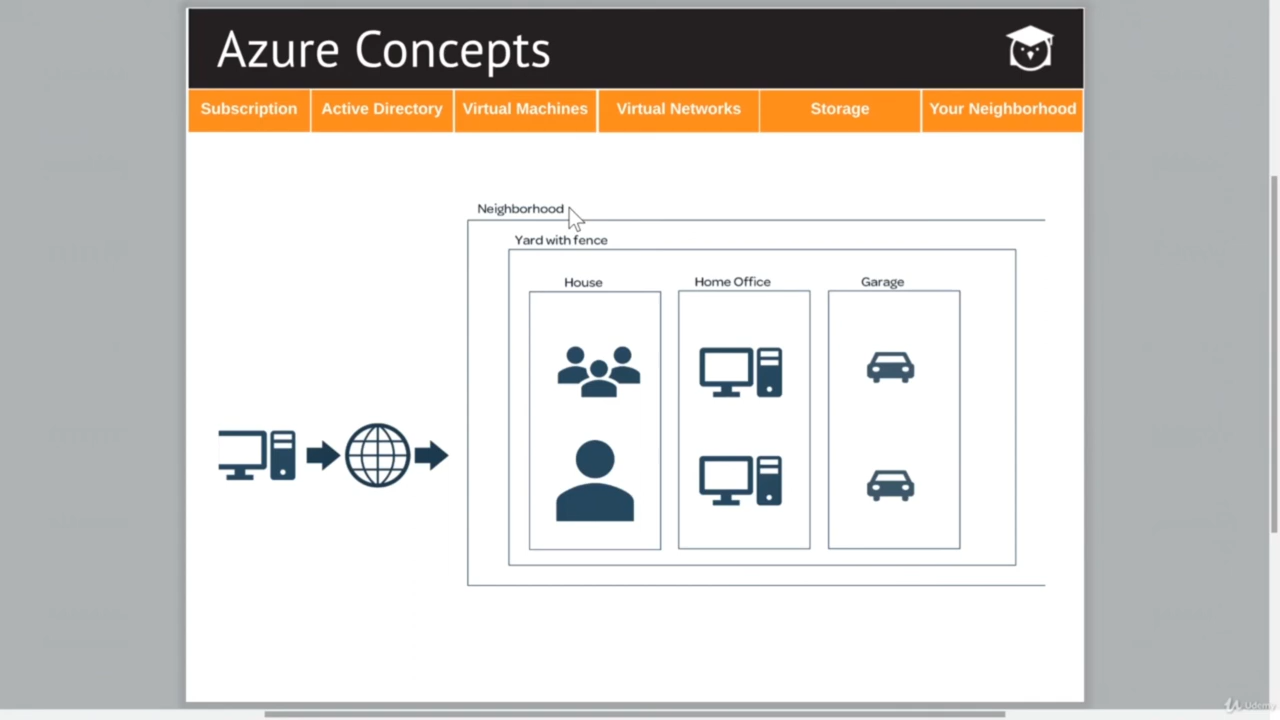 Azure Concepts
Subscription
Active Directory
Virtual Machines
Virtual Networks
Storage
Your Neighborhood
Neighborhood
Yard with fence
House
Home Office
Garage
Udemy